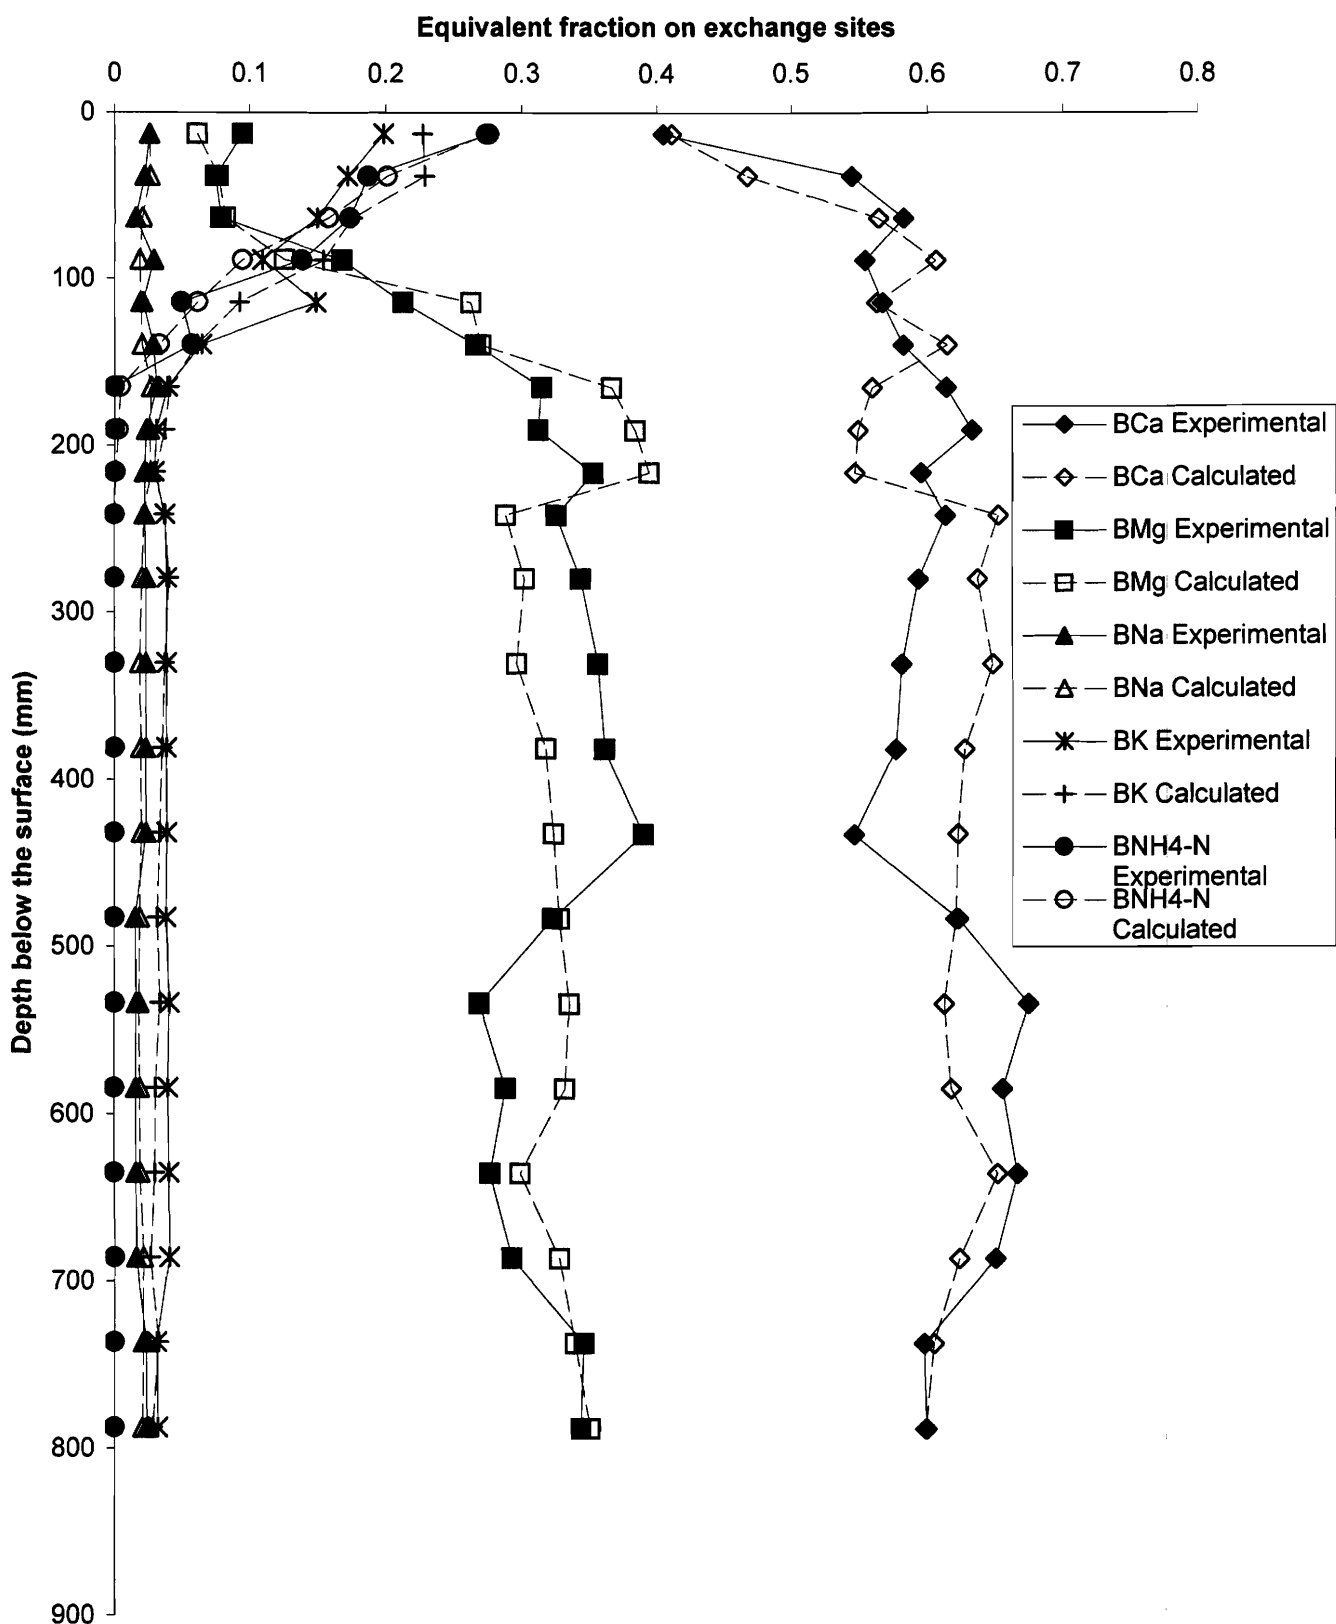 Equivalent fraction on exchange sites
0 0.1 0.2 0.3 0.4 0.5 0.6 0.7 0.8
0
100
200
300
400
500
600
700
800
900
Depth below the surface (mm)
BCa Experimental
BCa Calculated
BMg Experimental
BMg Calculated
BNa Experimental
BNa Calculated
BK Experimental
BK Calculated
BNH4-N
Experimental
BNH4-N
Calculated